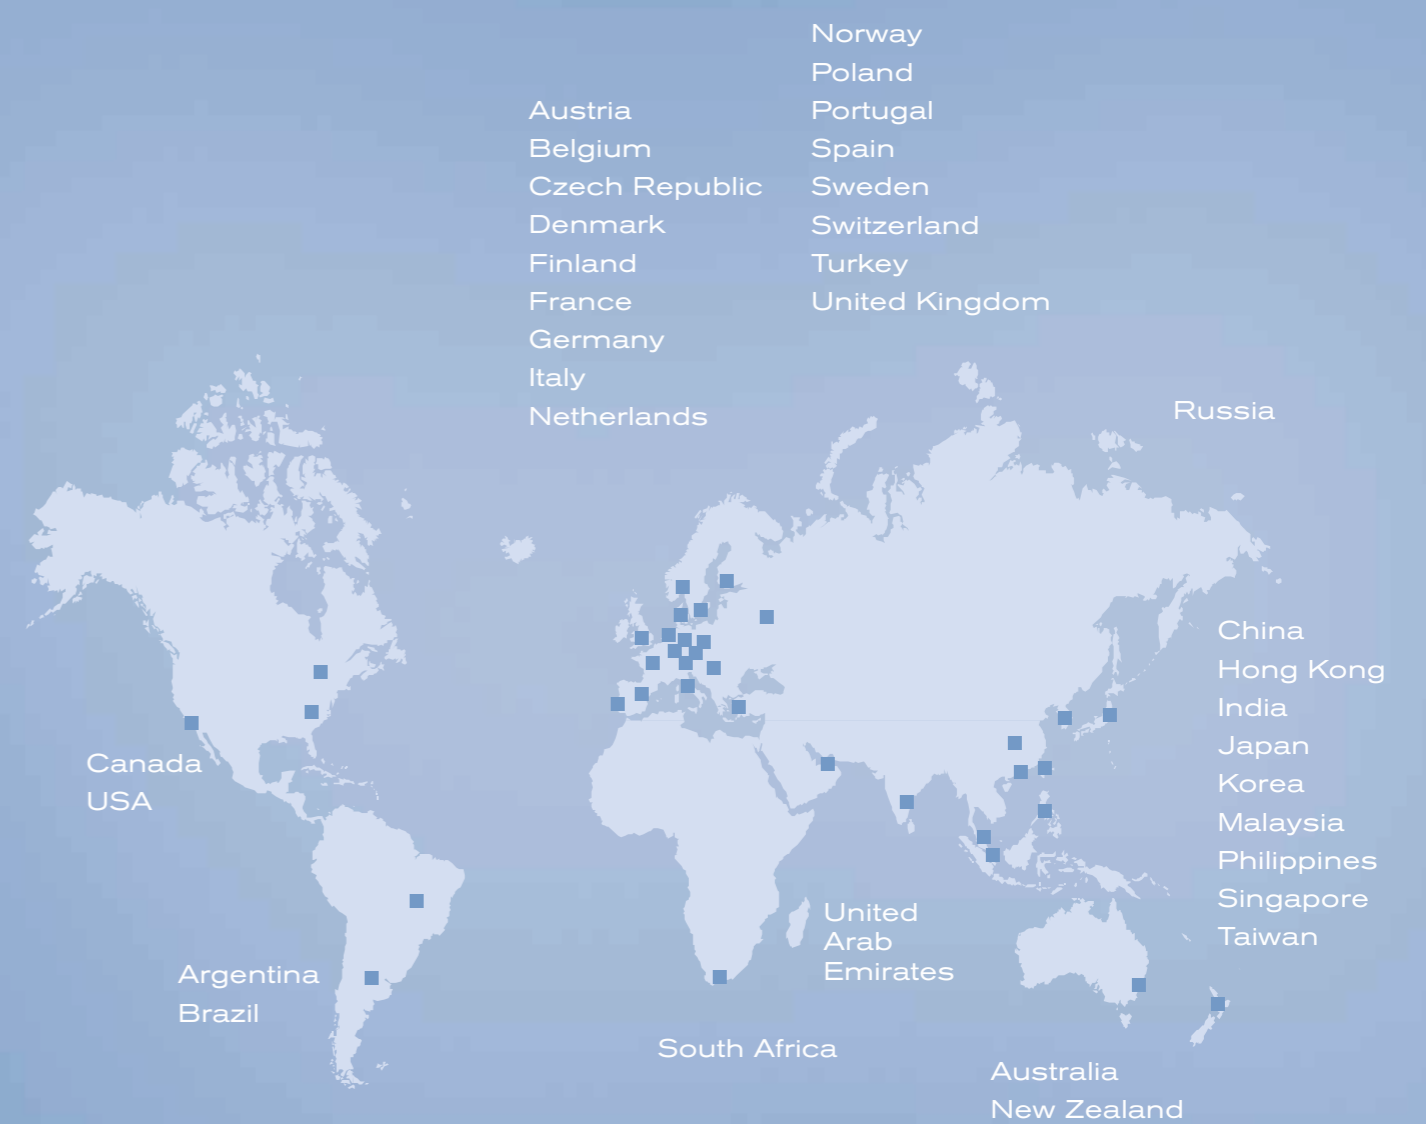 Austria
Belgium
Czech Republic
Denmark
Finland
France
Germany
Italy
Netherlands
Norway
Poland
Portugal
Spain
Sweden
Switzerland
Turkey
United Kingdom
Russia
China
Hong Kong
India
Japan
Korea
Malaysia
Philippines
Singapore
Taiwan
Canada
USA
Argentina
Brazil
United
Arab
Emirates
South Africa
Australia
New Zealand